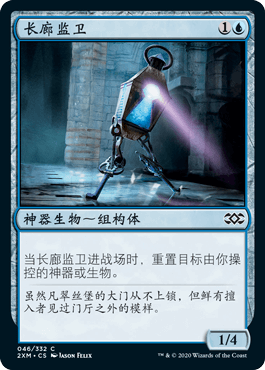 长廊监卫 1
神器生物～组构体
当长廊监卫进战场时，重置目标由你操
控的神器或生物。
虽然凡翠丝堡的大门从不上锁，但鲜有擅
入者见过门厅之外的模样。
1/4
046/332 C
2XM • CS Jason Felix
™ & © 2020 Wizards of the Coast